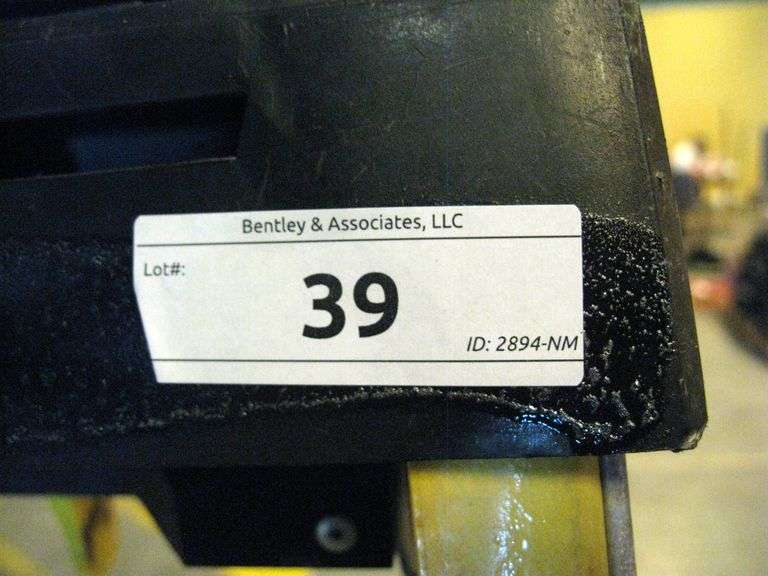 Bentley & Associates, LLC
Lot#:
39
ID: 2894-NM